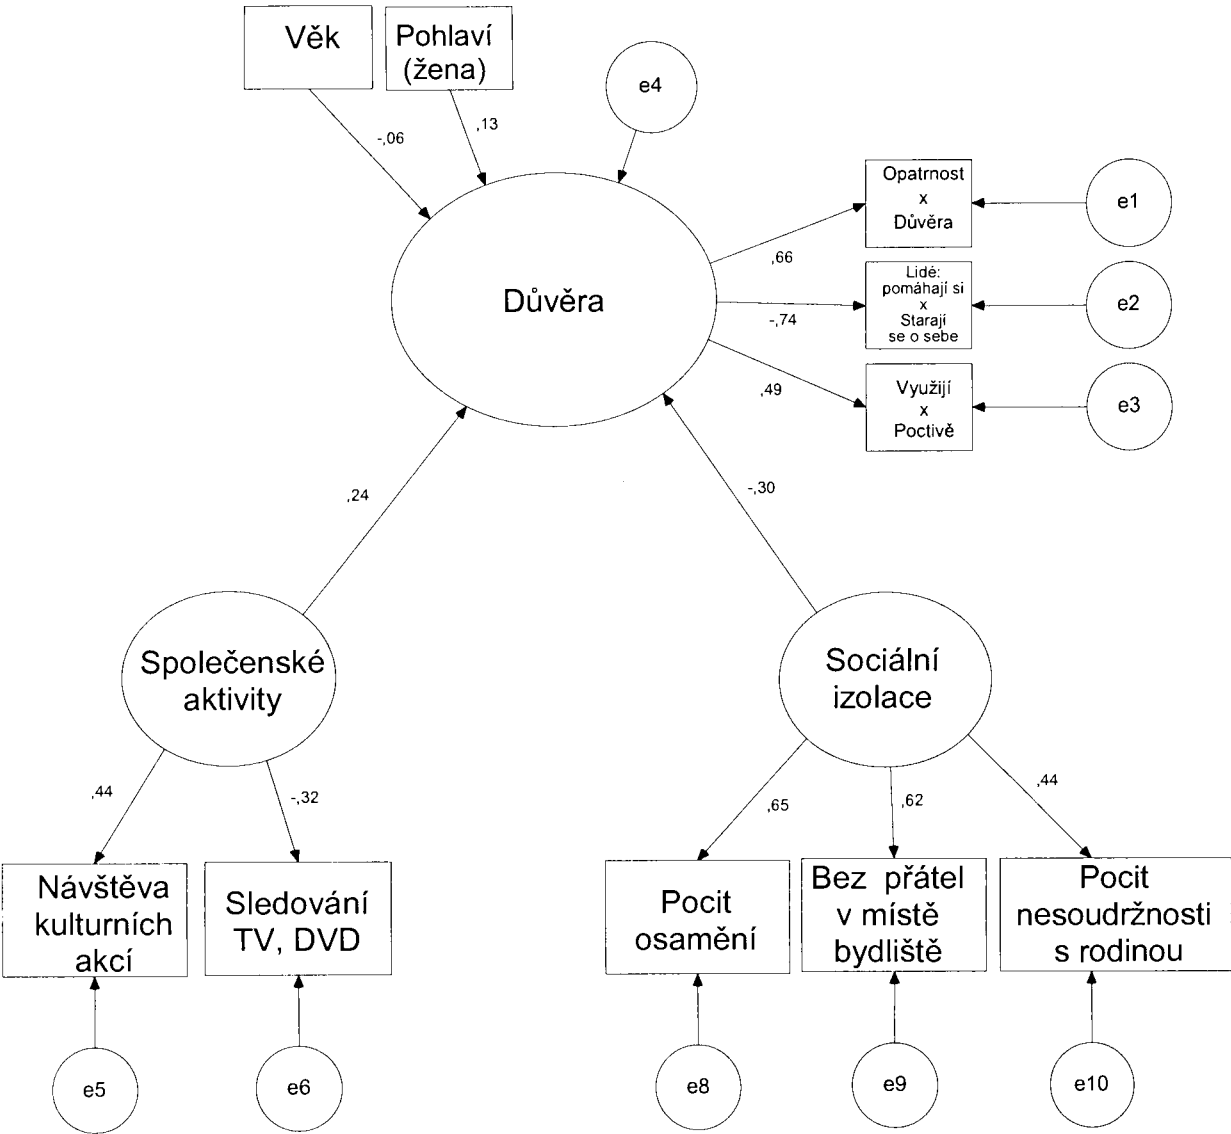 Věk
Pohlaví
(žena)
e4
-,06
,13
Opatrnost
x
Důvěra
e1
,66
Lidé:
pomáhají si
x
Starají
se o sebe
e2
Důvěra
-,74
Využijí
x
Poctivě
e3
,49
,24
-,30
Společenské
aktivity
Sociální
izolace
,44
-,32
,65
,62
,44
Návštěva
kulturních
akcí
Sledování
TV, DVD
Pocit
osamění
Bez přátel
v místě
bydliště
Pocit
nesoudržnosti
s rodinou
e5
e6
e8
e9
e10